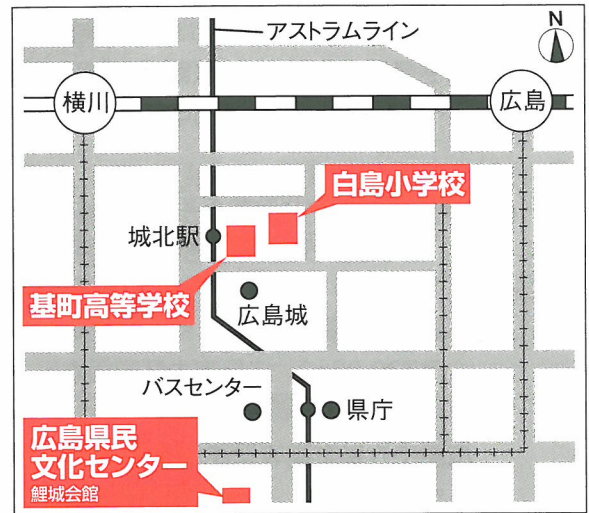 アストラムライン
N
横川
広島
白島小学校
城北駅
基町高等学校
広島城
バスセンター
県庁
広島県民
文化センター
鯉城会館